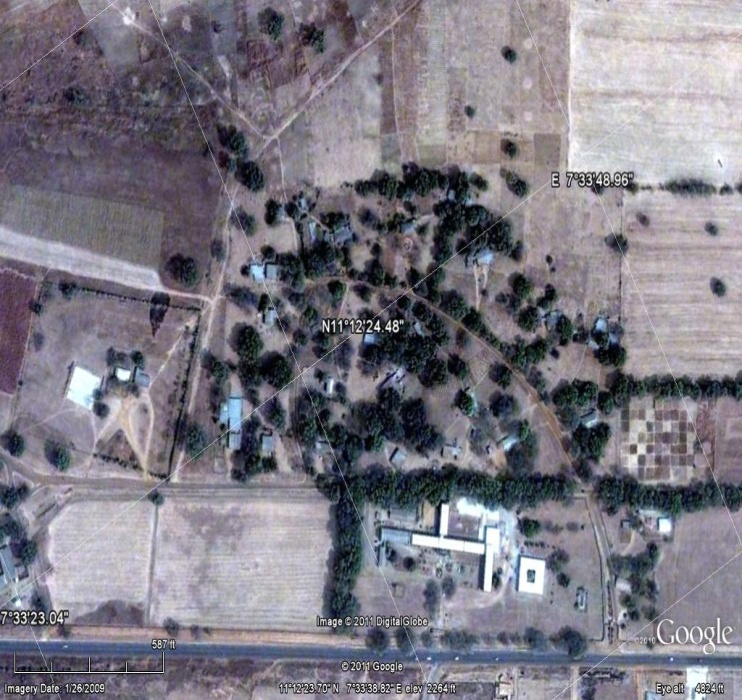 E 7°33'48.96"
N11°12'24.48"
7°33'23.04"
Image © 2011 DigitalGlobe
©2010 Google
587 ft
© 2011 Google
Imagery Date: 1/26/2009 11°12'23.70" N 7°33'38.82" E elev 2264 ft Eye alt 4824 ft